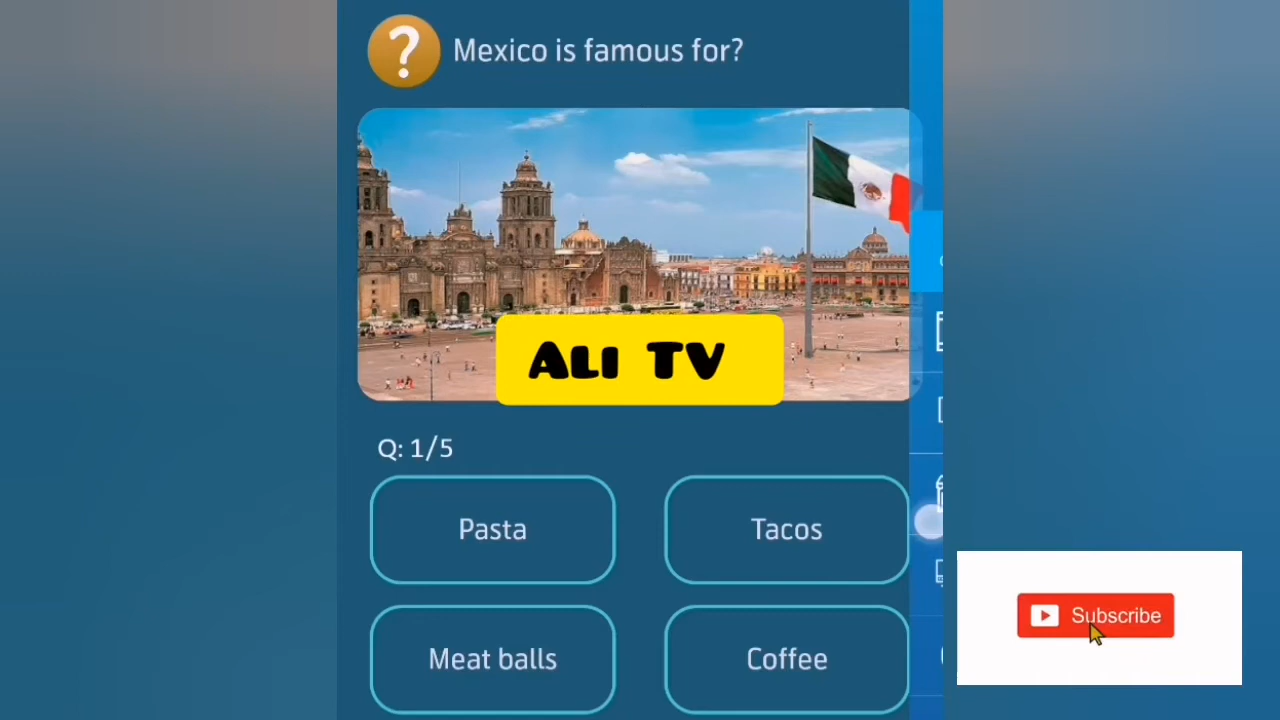 ? Mexico is famous for?
ALI TV
Q: 1/5
Pasta
Tacos
Meat balls
Coffee
Subscribe